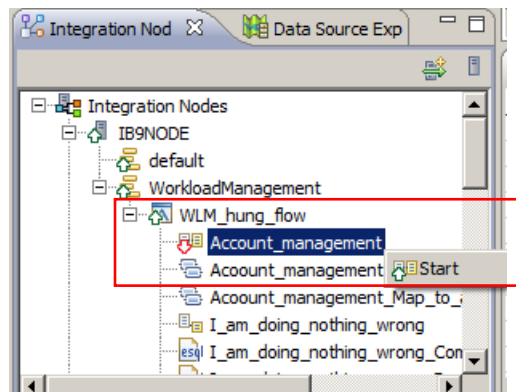 Integration Nod Data Source Exp
Integration Nodes
IB9NODE
default
WorkloadManagement
WLM_hung_flow
Account_management
Acoount_management Start
Acoount_management_Map_to_
I_am_doing_nothing_wrong
esql I_am_doing_nothing_wrong_Con